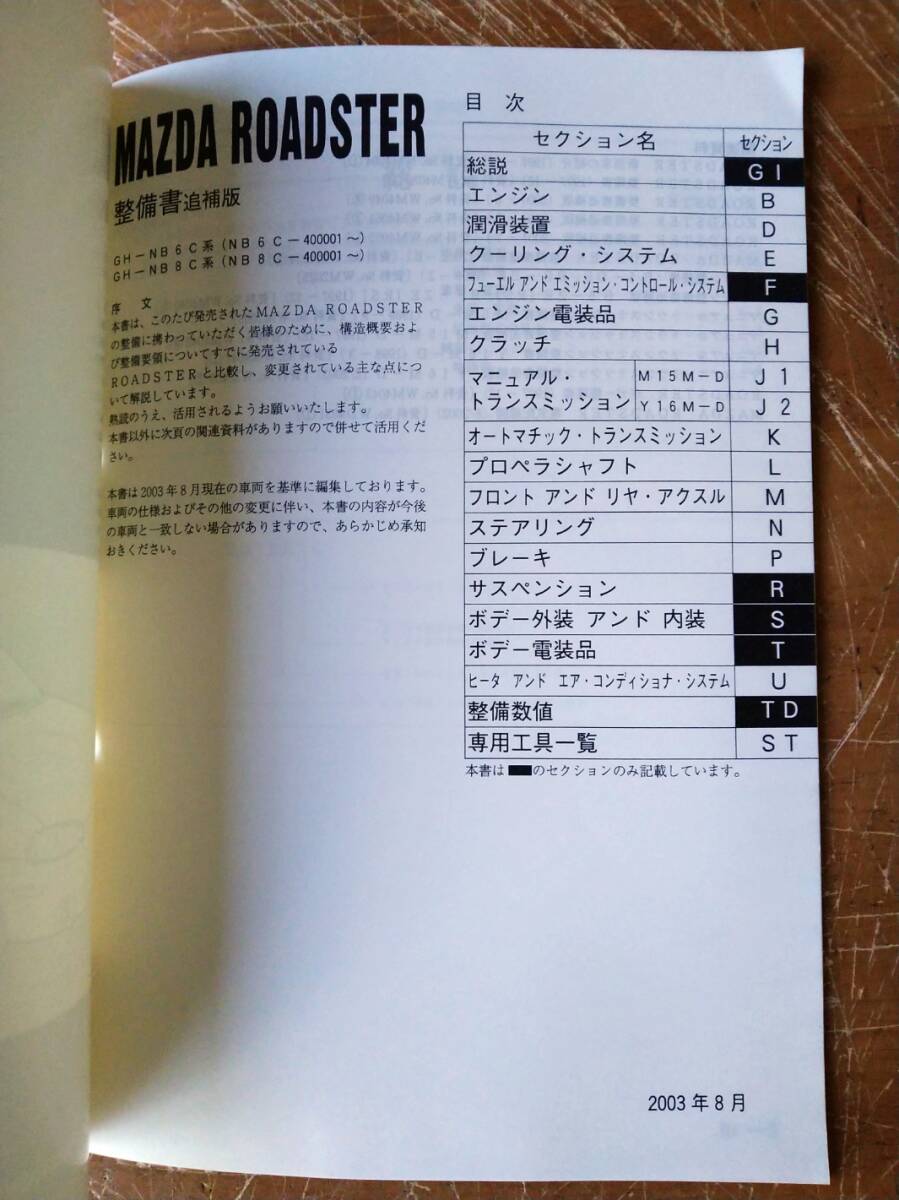 MAZDA ROADSTER
整備書追補版
GH－NB6C系（NB6C－400001～）
GH－NB8C系（NB8C－400001～）
序　文
本書は、このたび発売されたMAZDA ROADSTER
の整備に携わっていただく皆様のために、構造概要およ
び整備要領についてすでに発売されている
ROADSTERと比較し、変更されている主な点につ
いて解説しています。
熟読のうえ、活用されるようお願いいたします。
本書以外に次頁の関連資料がありますので併せて活用くだ
さい。
本書は2003年8月現在の車両を基準に編集しております。
車両の仕様およびその他の変更に伴い、本書の内容が今後
の車両と一致しない場合がありますので、あらかじめ承知
おきください。
目　次
セクション名 セクション
総説 GI
エンジン B
潤滑装置 D
クーリング・システム E
フューエル アンド エミッション・コントロール・システム F
エンジン電装品 G
クラッチ H
マニュアル・ M15M－D J1
トランスミッション Y16M－D J2
オートマチック・トランスミッション K
プロペラシャフト L
フロント アンド リヤ・アクスル M
ステアリング N
ブレーキ P
サスペンション R
ボデー外装 アンド 内装 S
ボデー電装品 T
ヒータ アンド エア・コンディショナ・システム U
整備数値 TD
専用工具一覧 ST
本書は■のセクションのみ記載しています。
2003年8月